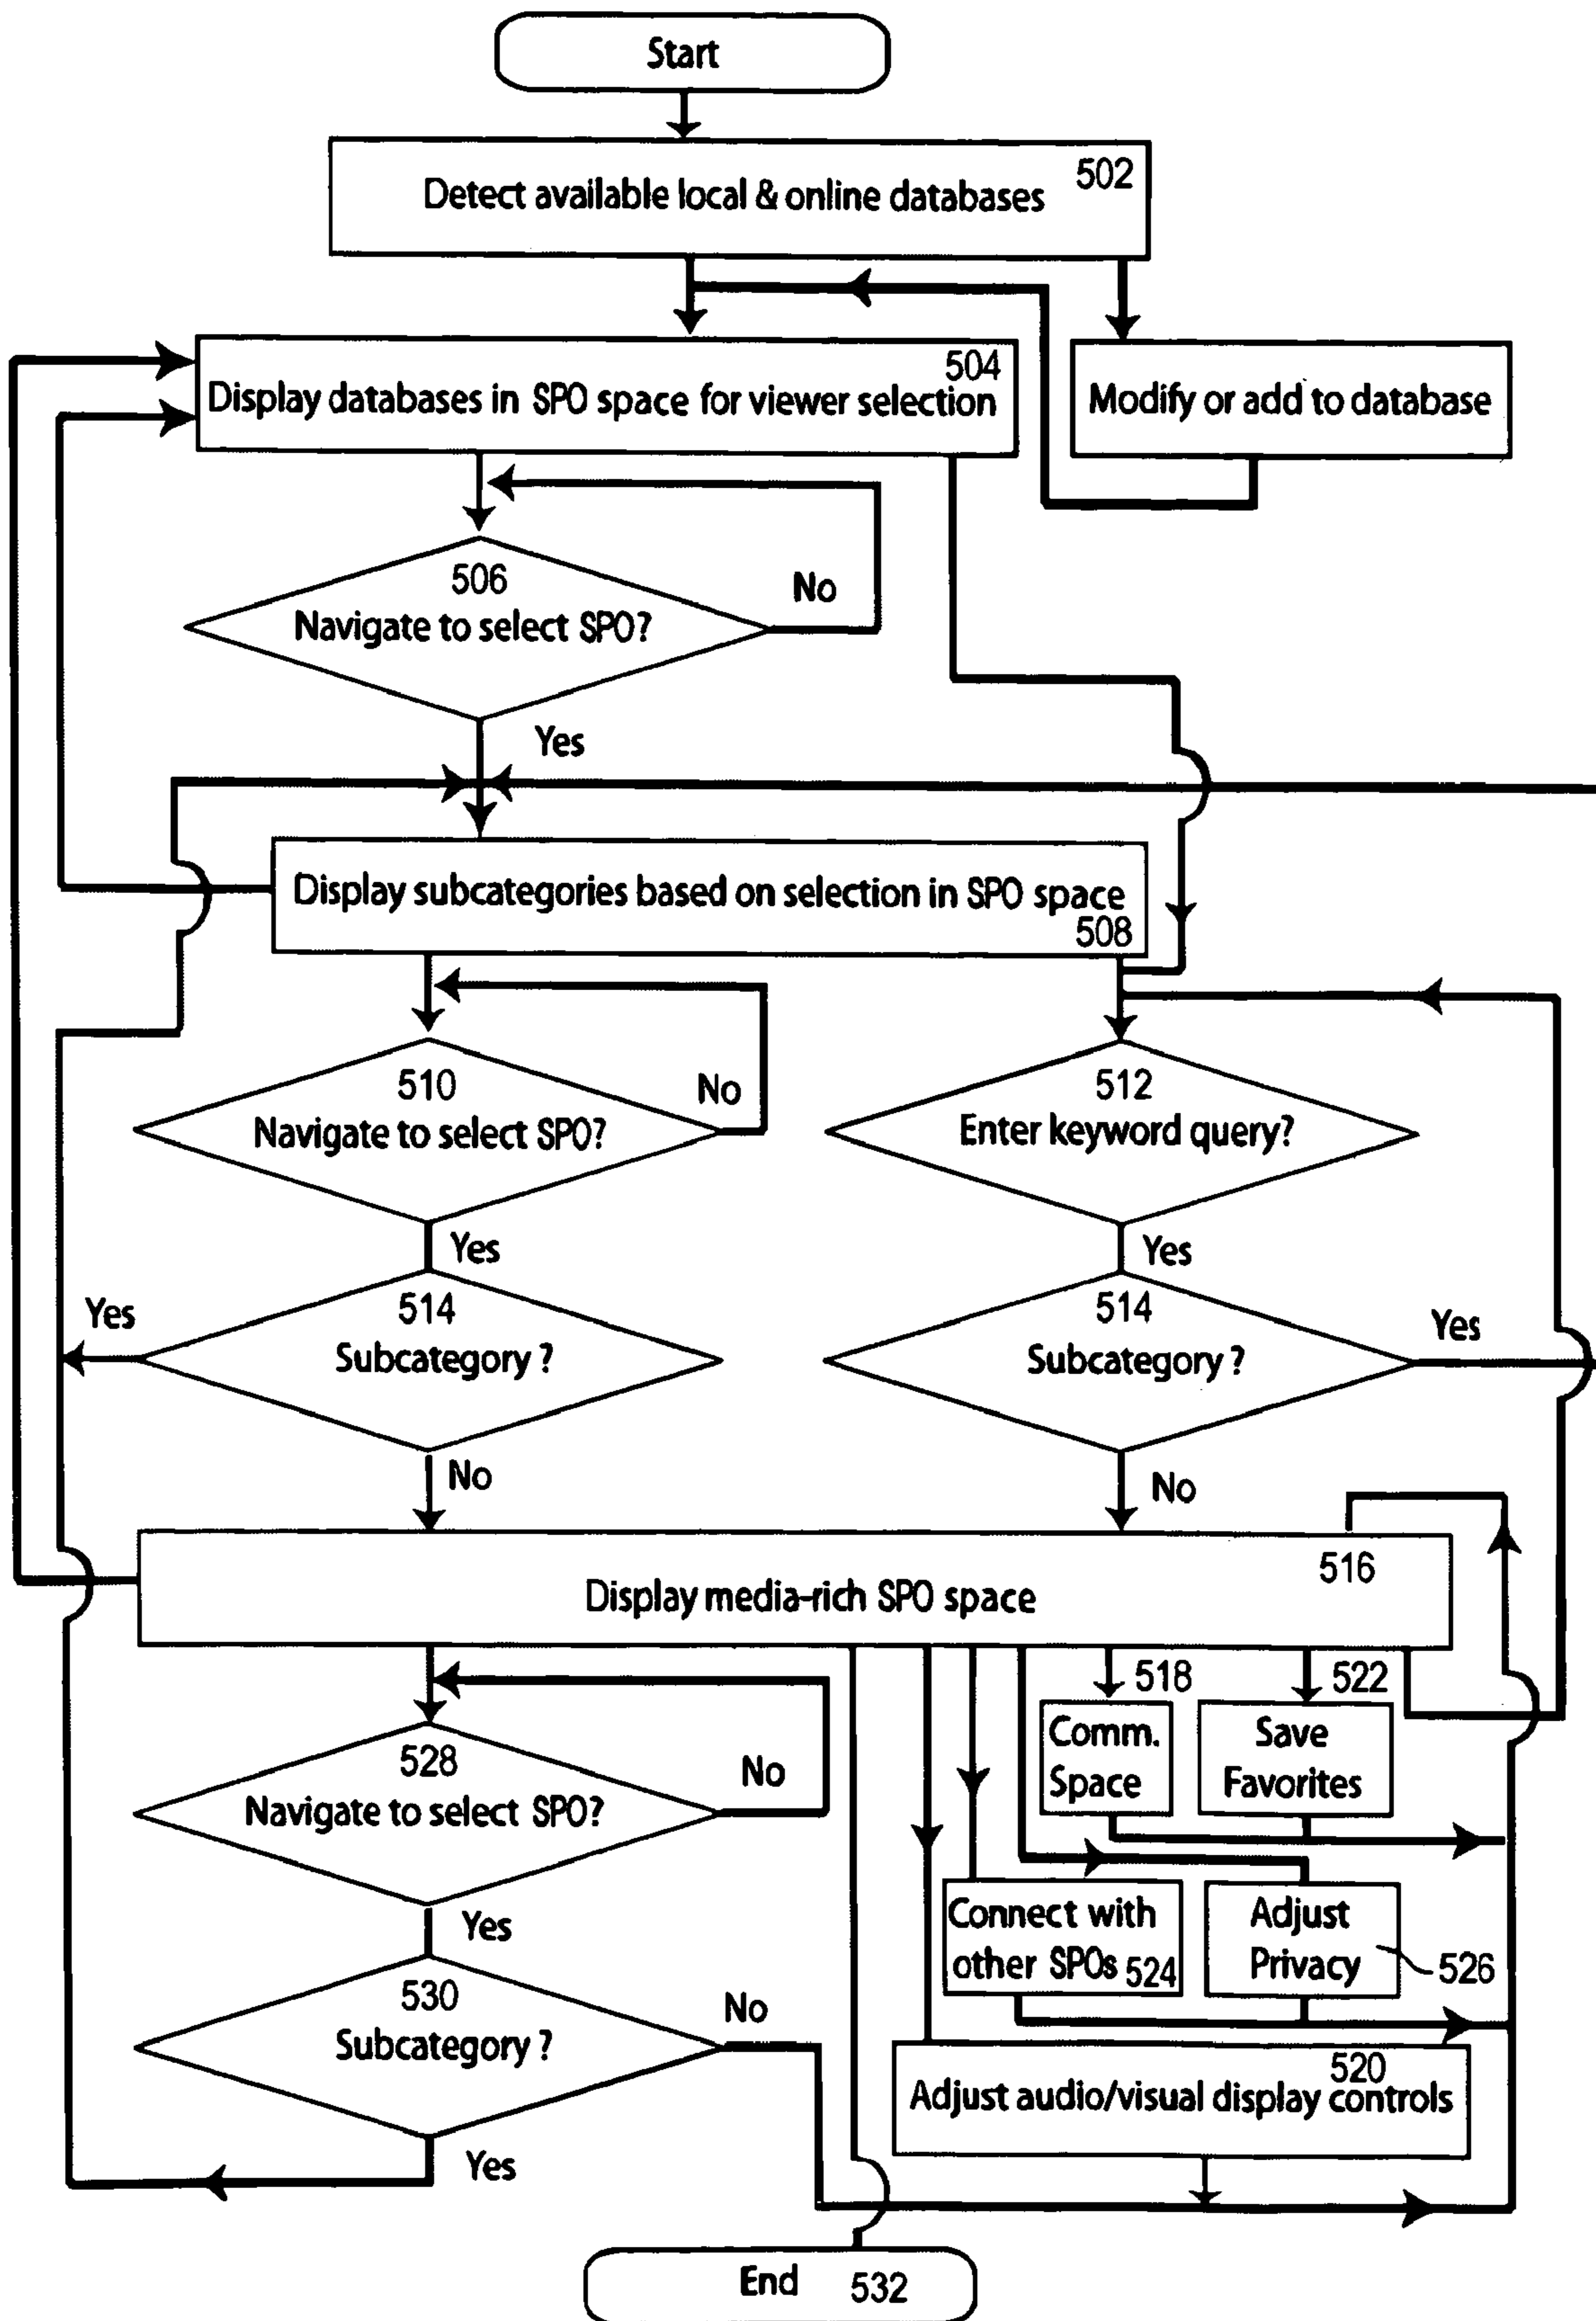 Start
502
Detect available local & online databases
504
Display databases in SPO space for viewer selection
Modify or add to database
506
Navigate to select SPO?
No
Yes
Display subcategories based on selection in SPO space
508
510
Navigate to select SPO?
No
512
Enter keyword query?
Yes
Yes
514
Subcategory ?
Yes
514
Subcategory ?
Yes
No
No
516
Display media-rich SPO space
518
522
Comm.
Space
Save
Favorites
528
Navigate to select SPO?
No
Connect with
other SPOs 524
Adjust
Privacy
526
Yes
530
Subcategory ?
No
520
Adjust audio/visual display controls
Yes
End 532